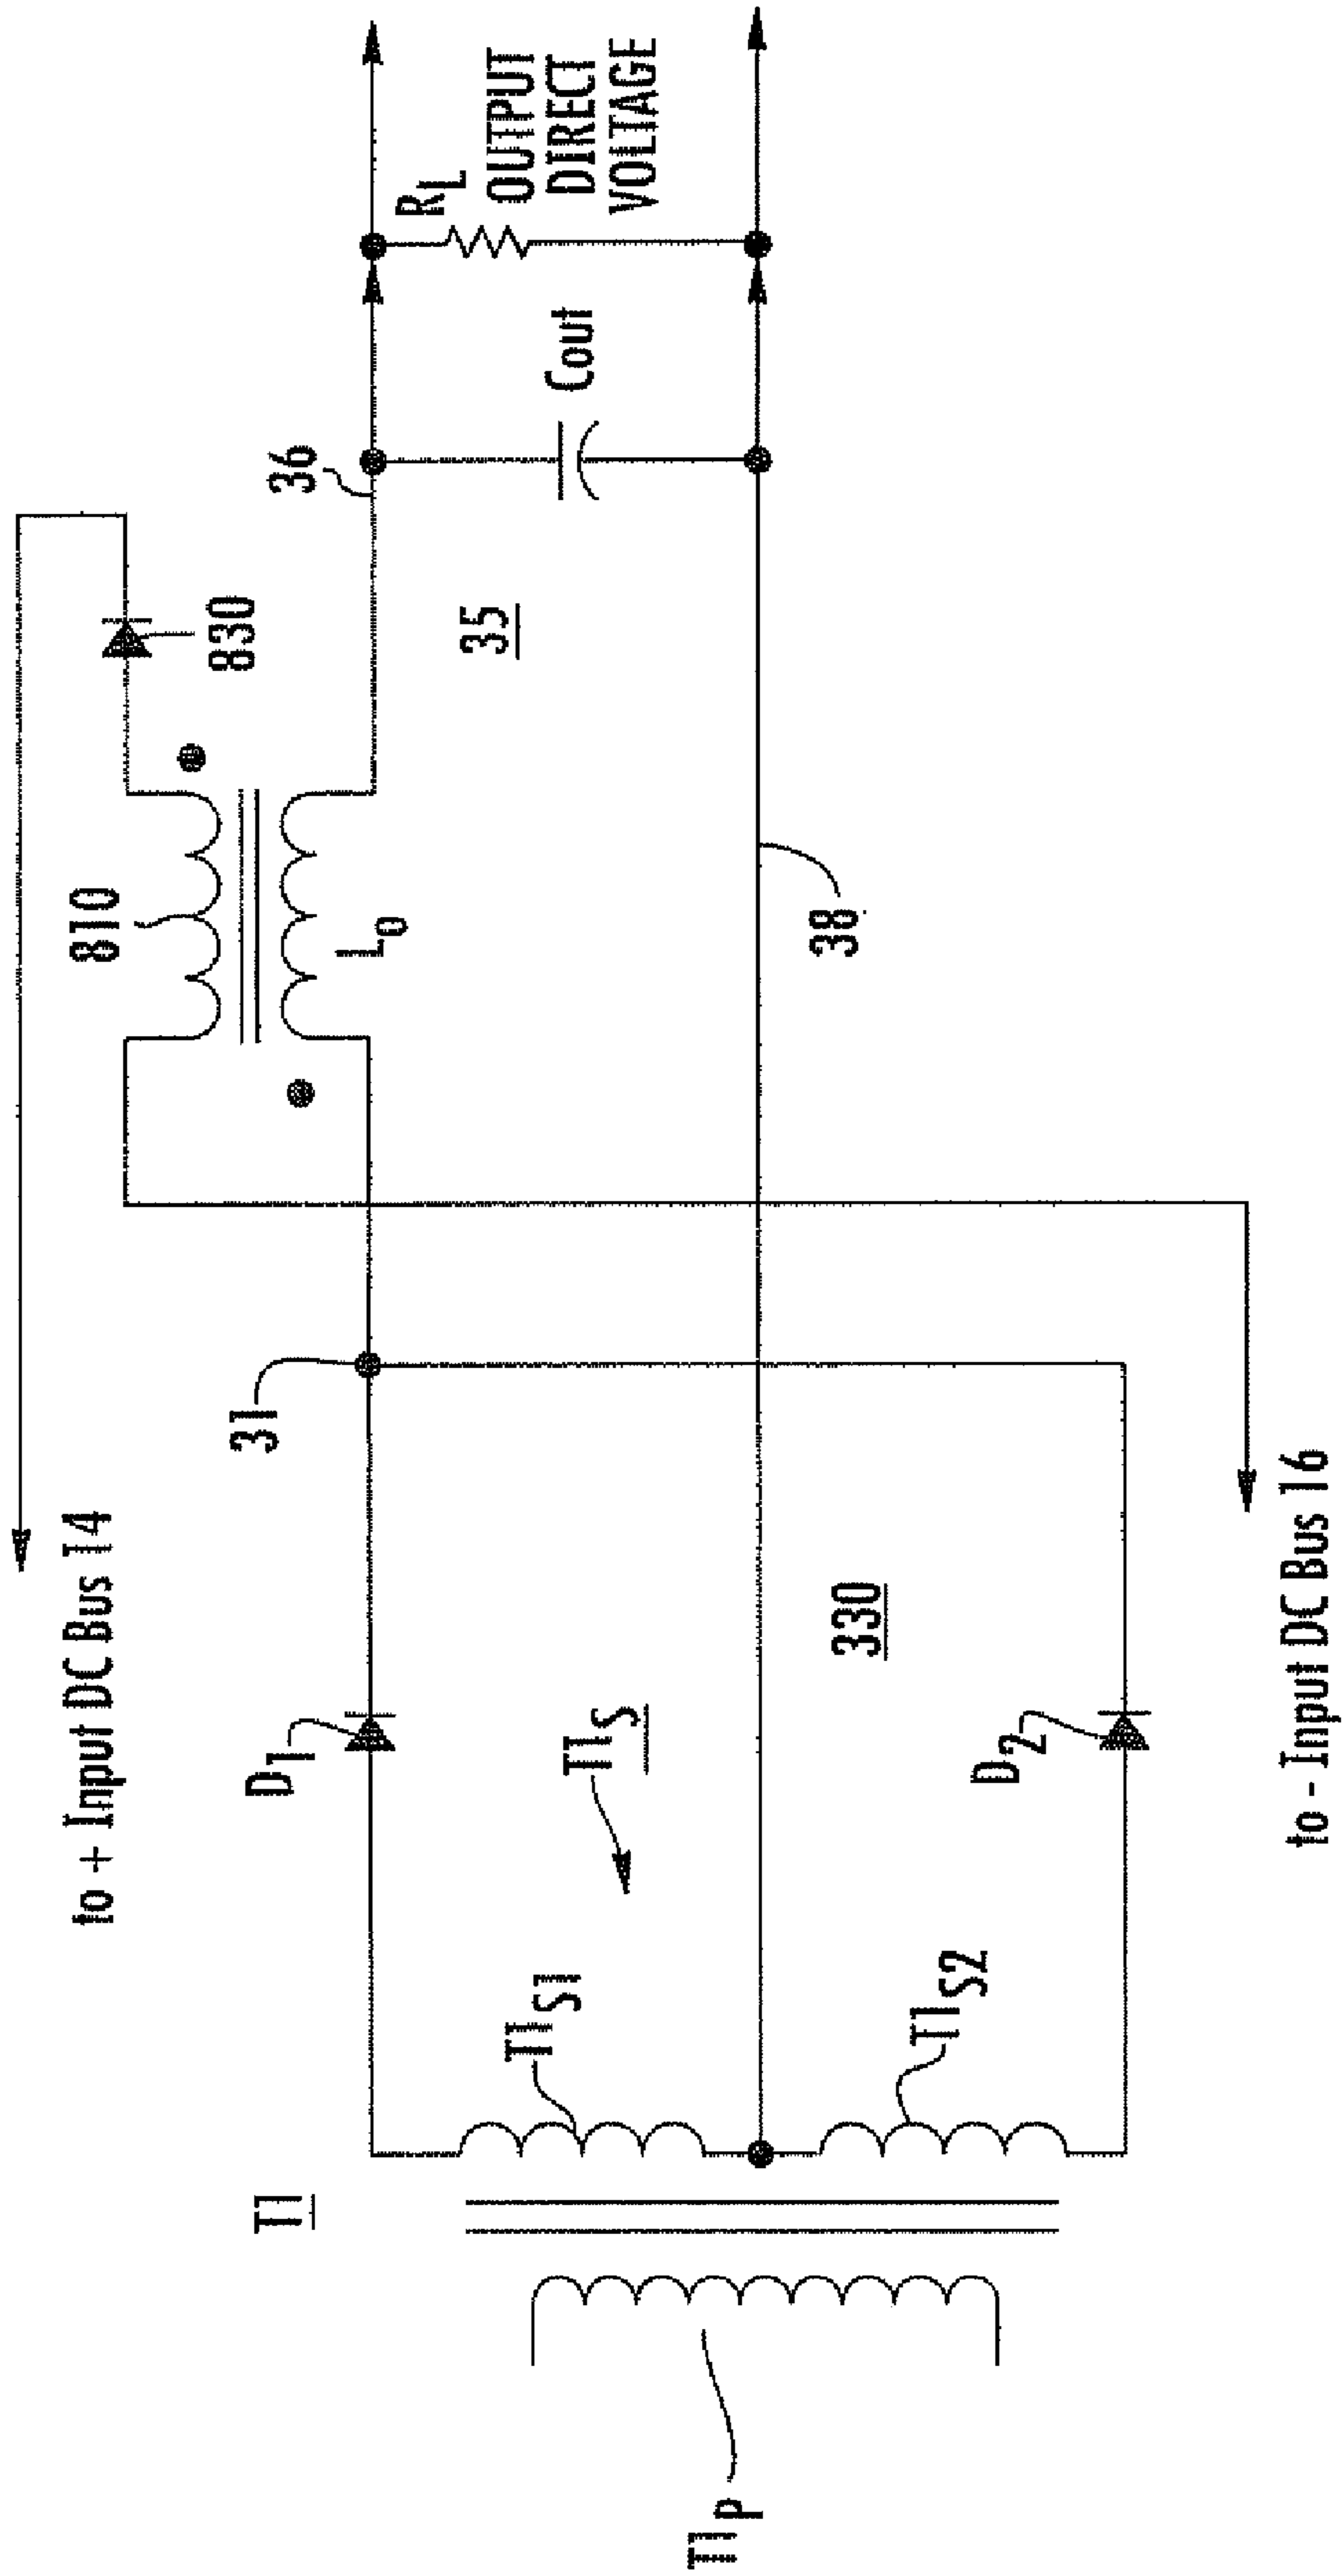 to + Input DC Bus 14
810
830
36
RL
OUTPUT
DIRECT
VOLTAGE
Cout
35
L0
31
D1
T1
T1S
T1S1
330
38
T1P
T1S2
D2
to - Input DC Bus 16